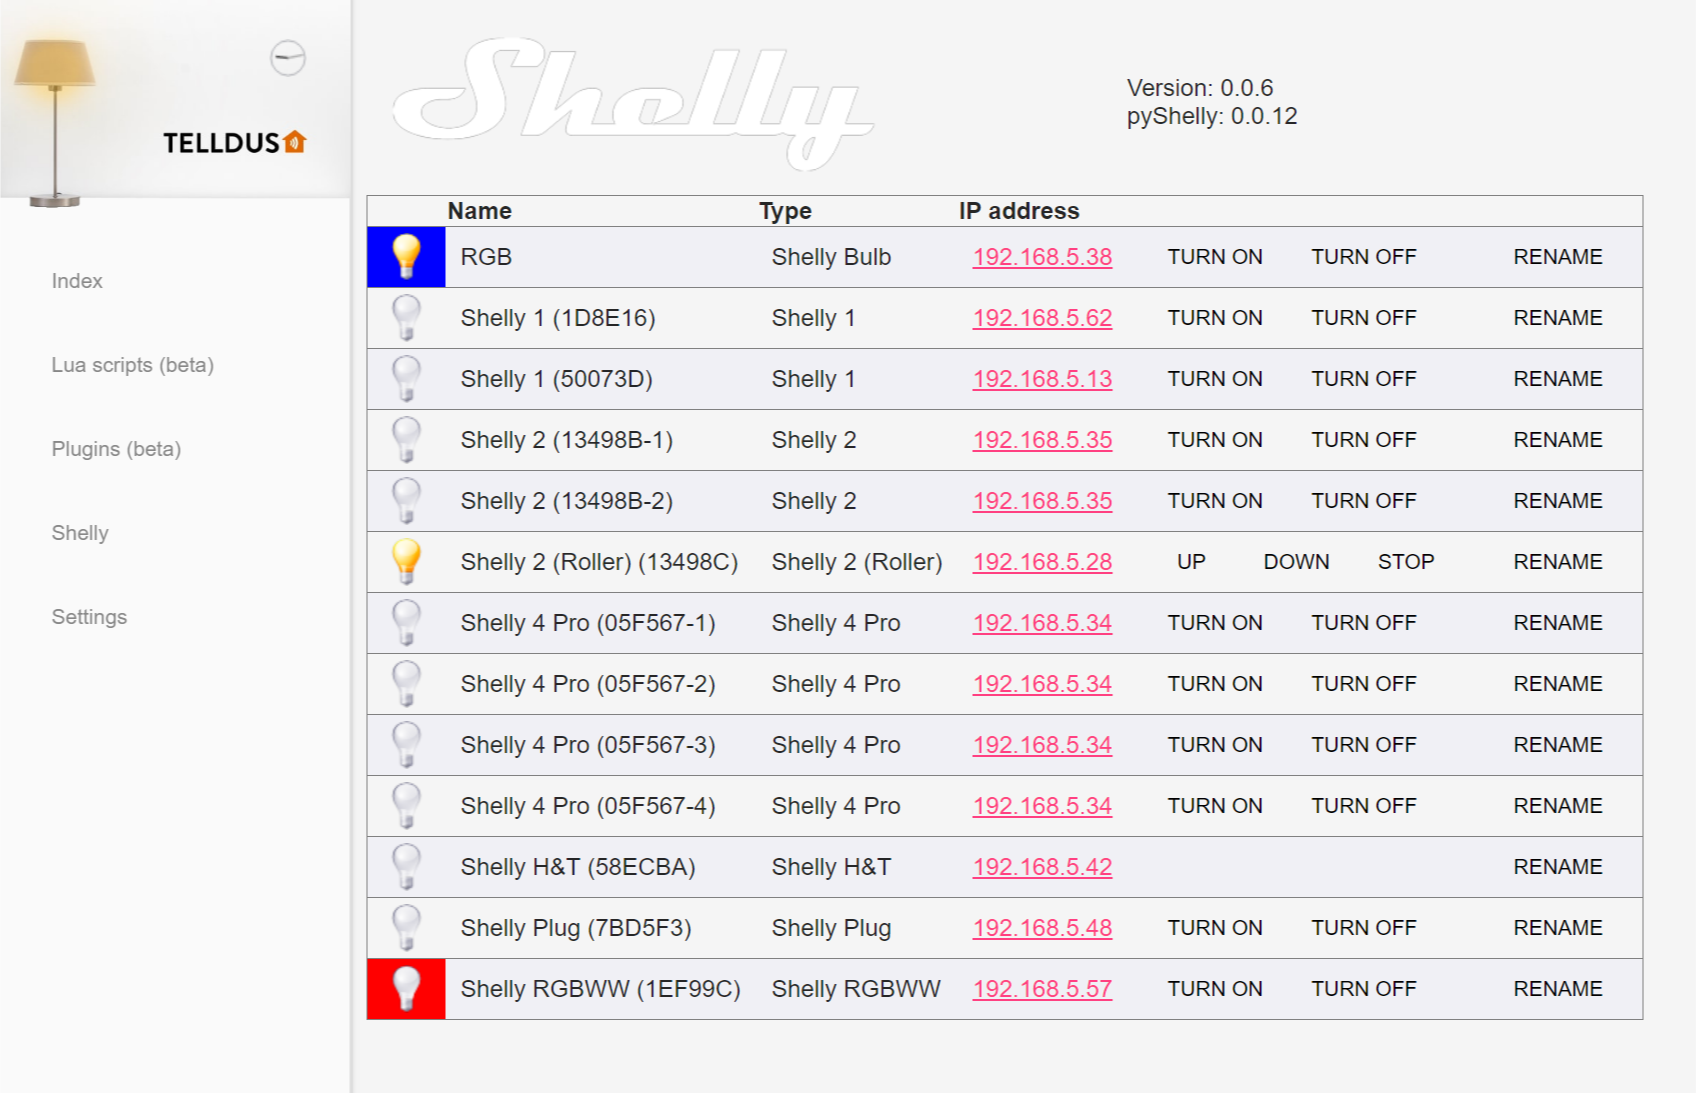 TELLDUS
Index
Lua scripts (beta)
Plugins (beta)
Shelly
Settings
Shelly
Version: 0.0.6
pyShelly: 0.0.12
Name Type IP address
RGB Shelly Bulb 192.168.5.38 TURN ON TURN OFF RENAME
Shelly 1 (1D8E16) Shelly 1 192.168.5.62 TURN ON TURN OFF RENAME
Shelly 1 (50073D) Shelly 1 192.168.5.13 TURN ON TURN OFF RENAME
Shelly 2 (13498B-1) Shelly 2 192.168.5.35 TURN ON TURN OFF RENAME
Shelly 2 (13498B-2) Shelly 2 192.168.5.35 TURN ON TURN OFF RENAME
Shelly 2 (Roller) (13498C) Shelly 2 (Roller) 192.168.5.28 UP DOWN STOP RENAME
Shelly 4 Pro (05F567-1) Shelly 4 Pro 192.168.5.34 TURN ON TURN OFF RENAME
Shelly 4 Pro (05F567-2) Shelly 4 Pro 192.168.5.34 TURN ON TURN OFF RENAME
Shelly 4 Pro (05F567-3) Shelly 4 Pro 192.168.5.34 TURN ON TURN OFF RENAME
Shelly 4 Pro (05F567-4) Shelly 4 Pro 192.168.5.34 TURN ON TURN OFF RENAME
Shelly H&T (58ECBA) Shelly H&T 192.168.5.42 RENAME
Shelly Plug (7BD5F3) Shelly Plug 192.168.5.48 TURN ON TURN OFF RENAME
Shelly RGBWW (1EF99C) Shelly RGBWW 192.168.5.57 TURN ON TURN OFF RENAME